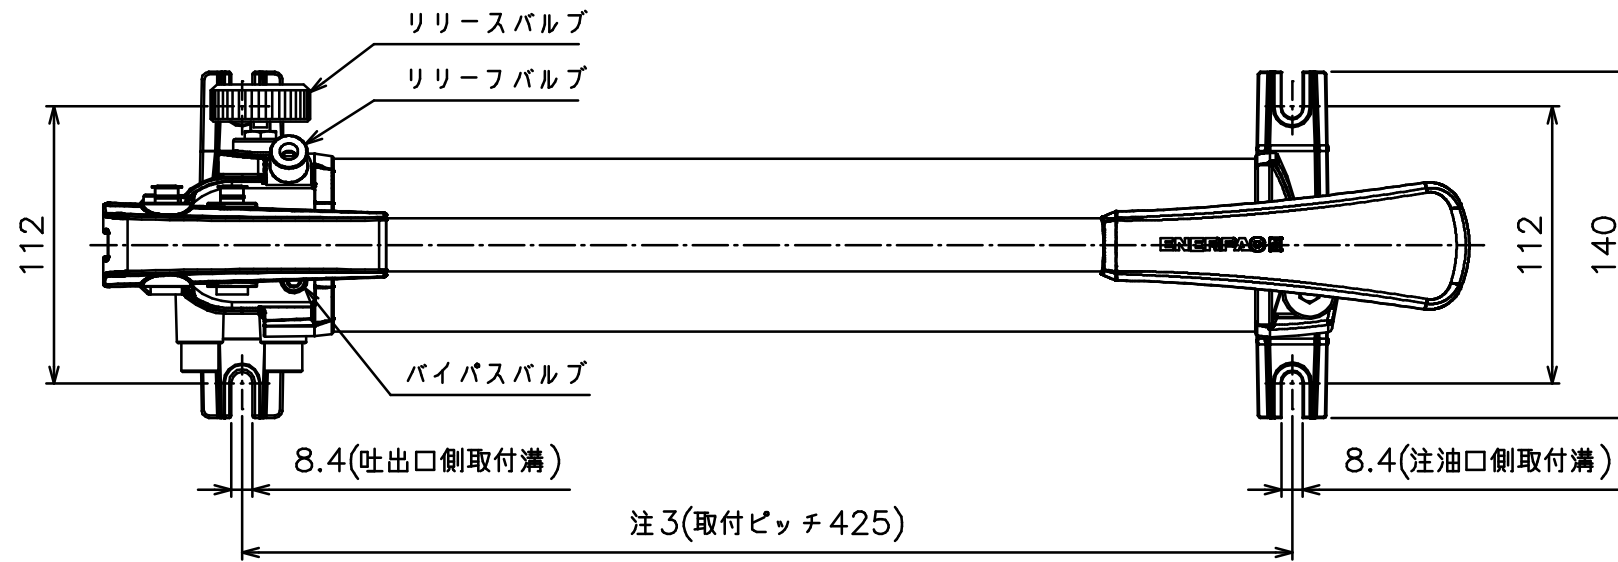 リリースバルブ
リリーフバルブ
112
ENERPAC
112
140
バイパスバルブ
8.4(吐出口側取付溝)
8.4(注油口側取付溝)
注3(取付ピッチ425)